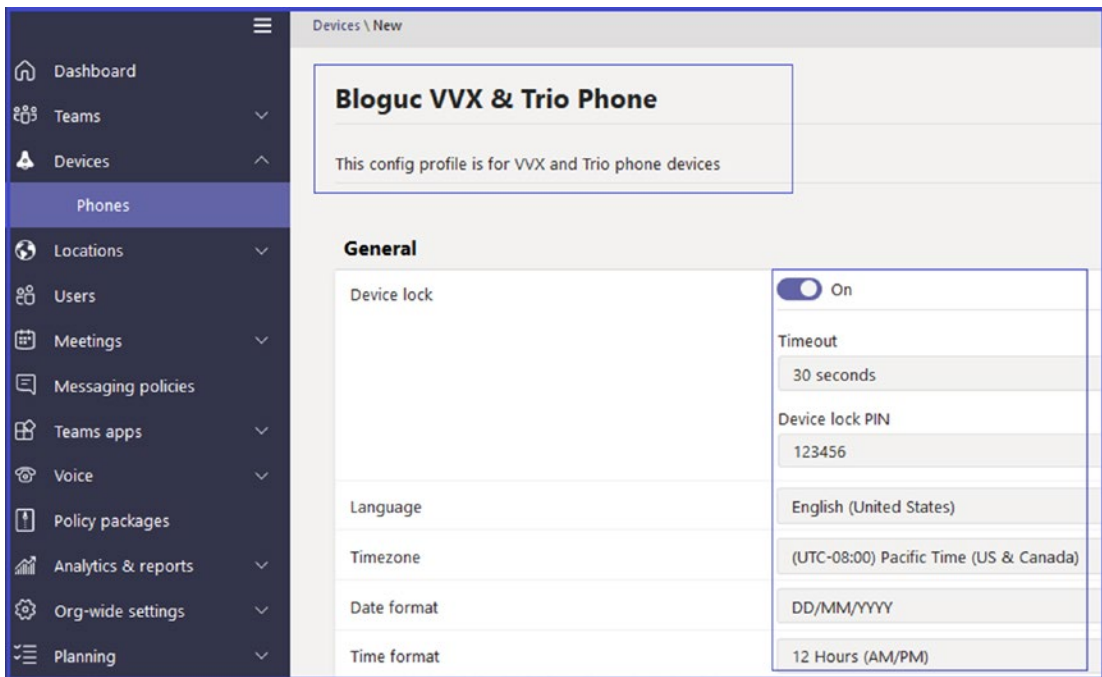 Devices \ New
Dashboard
Teams
Devices
Phones
Locations
Users
Meetings
Messaging policies
Teams apps
Voice
Policy packages
Analytics & reports
Org-wide settings
Planning
Bloguc VVX & Trio Phone
This config profile is for VVX and Trio phone devices
General
Device lock
On
Timeout
30 seconds
Device lock PIN
123456
Language
English (United States)
Timezone
(UTC-08:00) Pacific Time (US & Canada)
Date format
DD/MM/YYYY
Time format
12 Hours (AM/PM)